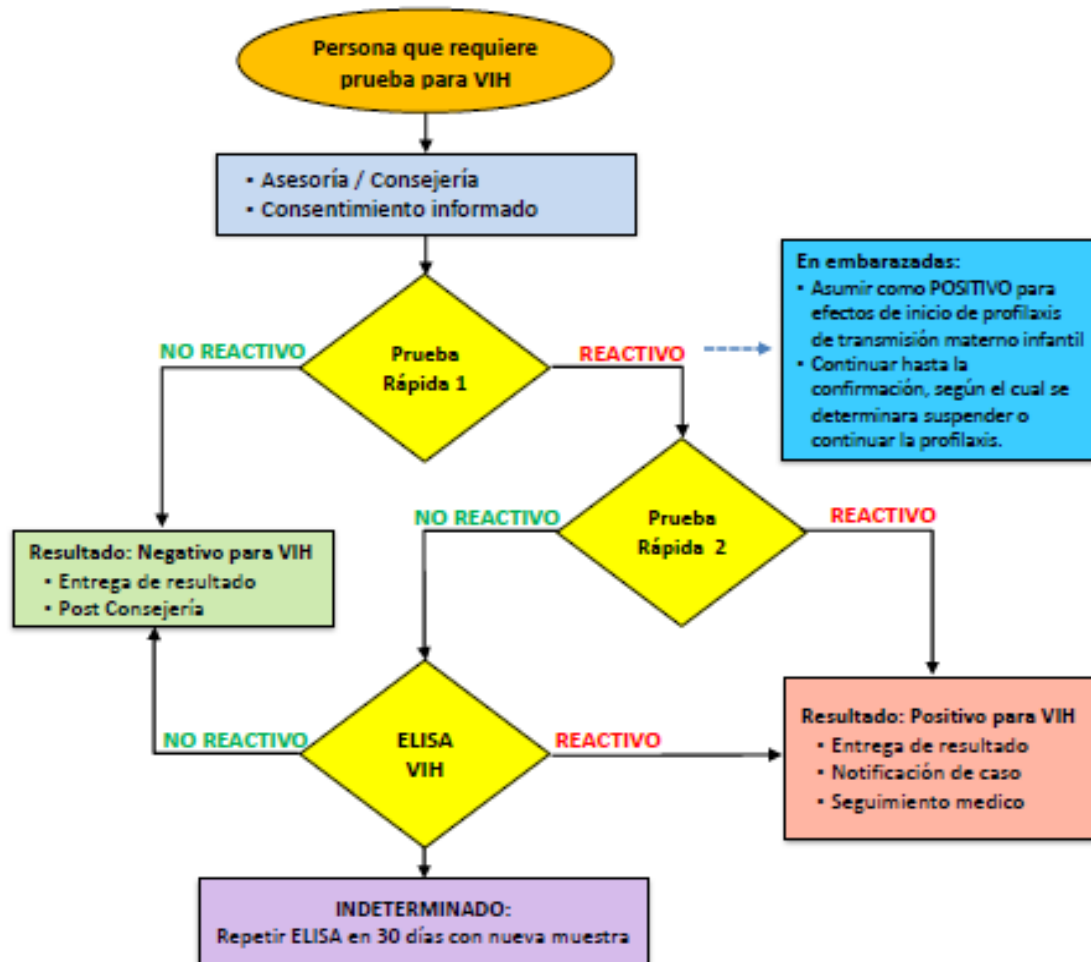 Persona que requiere
prueba para VIH
▪ Asesoría / Consejería
▪ Consentimiento informado
En embarazadas:
▪ Asumir como POSITIVO para
efectos de inicio de profilaxis
de transmisión materno infantil
▪ Continuar hasta la
confirmación, según el cual se
determinara suspender o
continuar la profilaxis.
NO REACTIVO
Prueba
Rápida 1
REACTIVO
NO REACTIVO
Prueba
Rápida 2
REACTIVO
Resultado: Negativo para VIH
▪ Entrega de resultado
▪ Post Consejería
NO REACTIVO
ELISA
VIH
REACTIVO
Resultado: Positivo para VIH
▪ Entrega de resultado
▪ Notificación de caso
▪ Seguimiento medico
INDETERMINADO:
Repetir ELISA en 30 días con nueva muestra